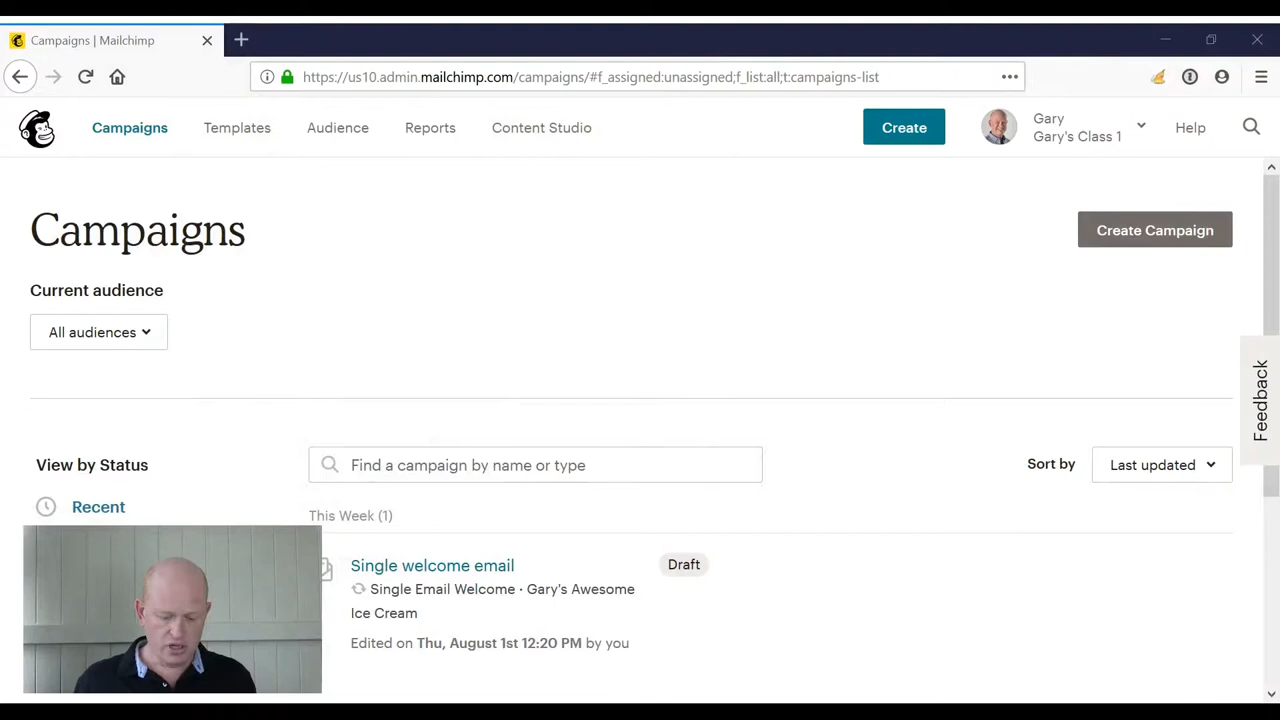 Campaigns | Mailchimp
https://us10.admin.mailchimp.com/campaigns/#f_assigned:unassigned;f_list:all;t:campaigns-list
Campaigns
Templates
Audience
Reports
Content Studio
Create
Gary
Gary's Class 1
Help
Campaigns
Create Campaign
Current audience
All audiences
Feedback
View by Status
Find a campaign by name or type
Sort by
Last updated
Recent
This Week (1)
Single welcome email
Draft
Single Email Welcome · Gary's Awesome
Ice Cream
Edited on Thu, August 1st 12:20 PM by you